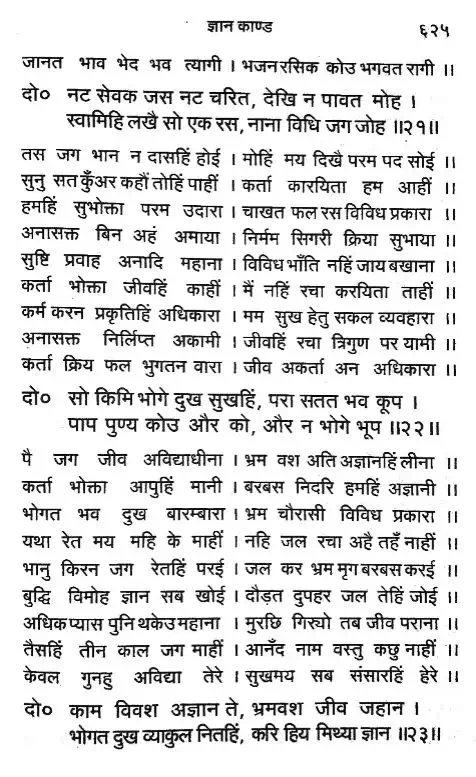 ज्ञान काण्ड ६२५
जानत भाव भेद भव त्यागी । भजन रसिक कोउ भगवत रागी ।।
दो० नट सेवक जस नट चरित, देखि न पावत मोह ।
स्वामिहि लखै सो एक रस, नाना विधि जग जोह ।।२१।।
तस जग भान न दासहिं होई । मोहिं मय दिखै परम पद सोई ।।
सुनु सत कुँअर कहौं तोहिं पाहीं । कर्ता कारयिता हम आहीं ।।
हमहिं सुभोक्ता परम उदारा । चाखत फल रस विविध प्रकारा ।।
अनासक्त बिन अहं अमाया । निर्मम सिगरी क्रिया सुभाया ।।
सृष्टि प्रवाह अनादि महाना । विविध भाँति नहिं जाय बखाना ।।
कर्ता भोक्ता जीवहिं काहीं । मैं नहिं रचा करयिता ताहीं ।।
कर्म करन प्रकृतिहिं अधिकारा । मम सुख हेतु सकल व्यवहारा ।।
अनासक्त निर्लिप्त अकामी । जीवहिं रचा त्रिगुण पर यामी ।।
कर्ता क्रिय फल भुगतन वारा । जीव अकर्ता अन अधिकारा ।।
दो० सो किमि भोगे दुख सुखहिं, परा सतत भव कूप ।
पाप पुण्य कोउ और को, और न भोगे भूप ।।२२।।
पै जग जीव अविद्याधीना । भ्रम वश अति अज्ञानहिं लीना ।।
कर्ता भोक्ता आपुहिं मानी । बरबस निदरि हमहिं अज्ञानी ।।
भोगत भव दुख बारम्बारा । भ्रम चौरासी विविध प्रकारा ।।
यथा रेत मय महि के माहीं । नहि जल रचा अहै तहँ नाहीं ।।
भानु किरन जग रेतहिं परई । जल कर भ्रम मृग बरबस करई ।।
बुद्धि विमोह ज्ञान सब खोई । दौड़त दुपहर जल तेहिं जोई ।।
अधिक प्यास पुनि थकेउ महाना । मुरछि गिर्‌यो तब जीव पराना ।।
तैसहिं तीन काल जग माहीं । आनँद नाम वस्तु कछु नाहीं ।।
केवल गुनहु अविद्या तेरे । सुखमय सब संसारहिं हेरे ।।
दो० काम विवश अज्ञान ते, भ्रमवश जीव जहान ।
भोगत दुख व्याकुल नितहिं, करि हिय मिथ्या ज्ञान ।।२३।।